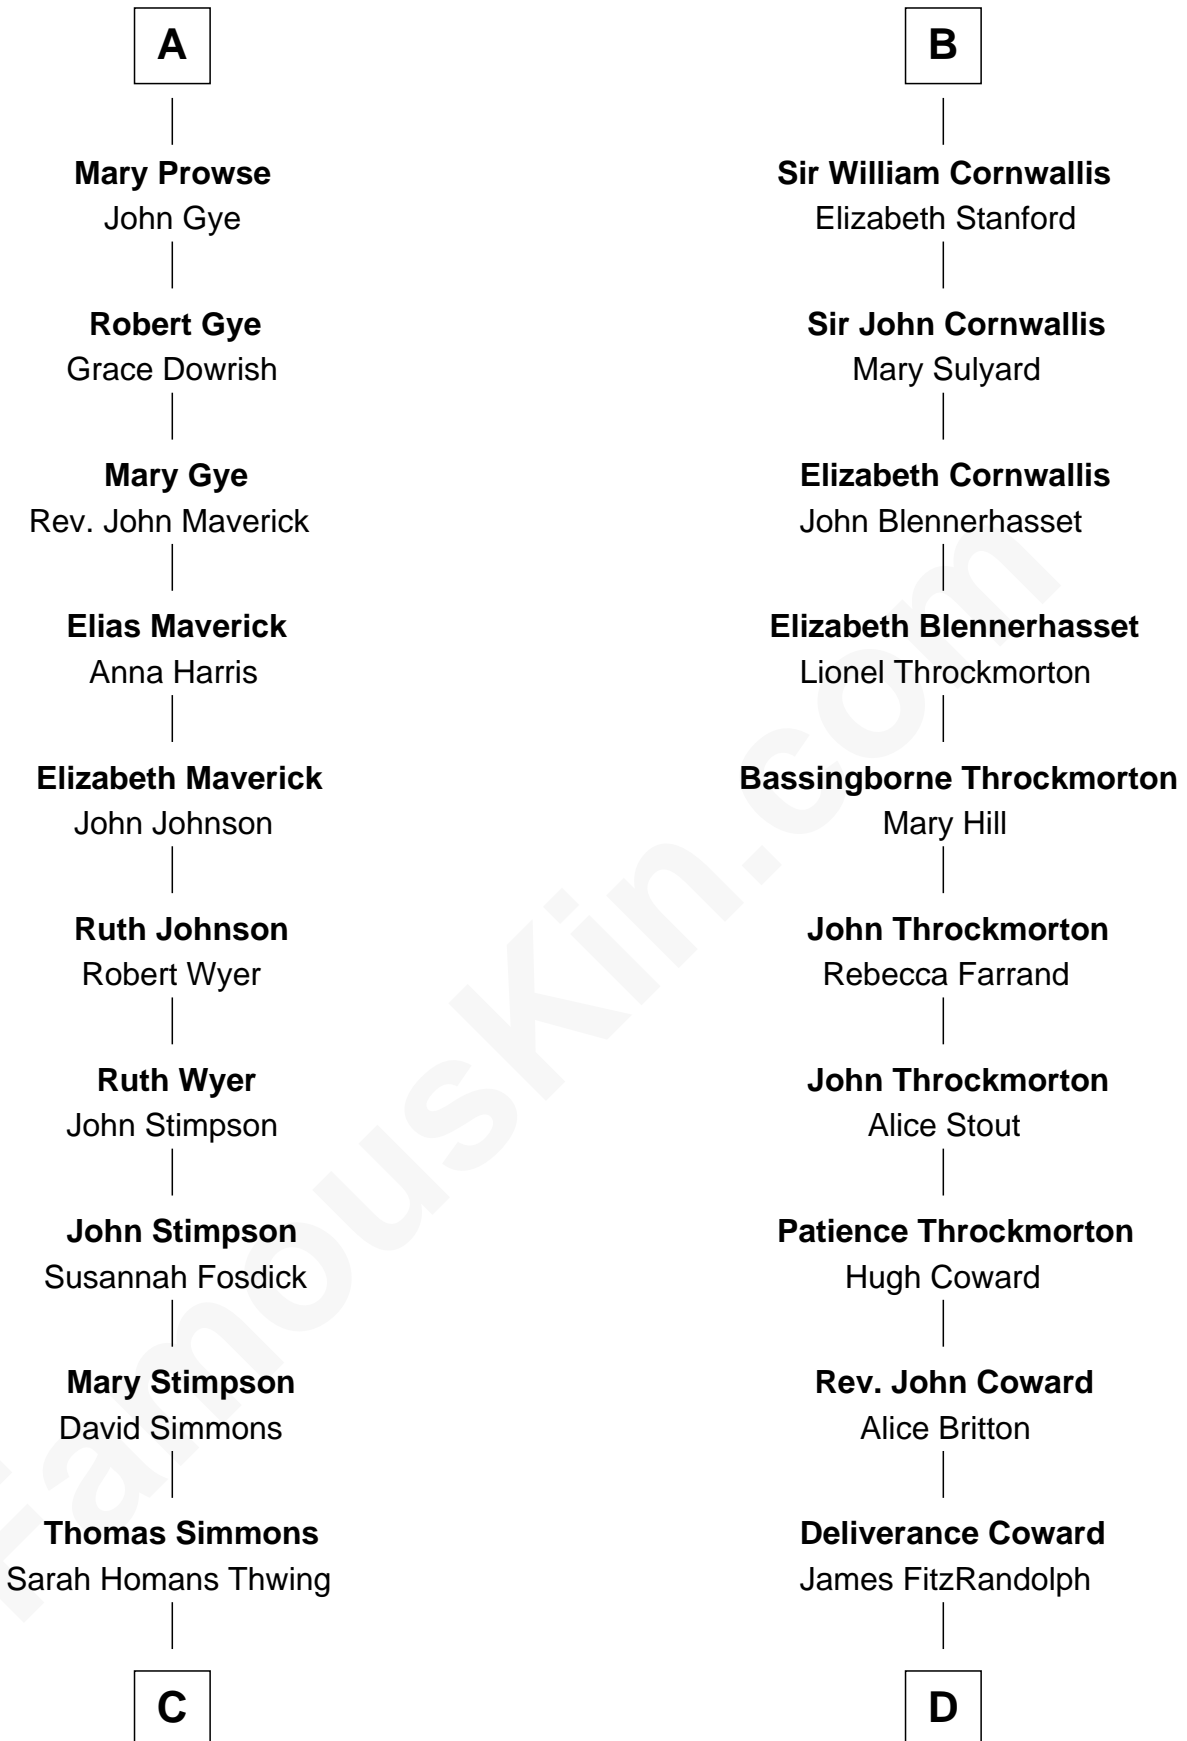 A
Mary Prowse
John Gye
Robert Gye
Grace Dowrish
Mary Gye
Rev. John Maverick
Elias Maverick
Anna Harris
Elizabeth Maverick
John Johnson
Ruth Johnson
Robert Wyer
Ruth Wyer
John Stimpson
John Stimpson
Susannah Fosdick
Mary Stimpson
David Simmons
Thomas Simmons
Sarah Homans Thwing
C
B
Sir William Cornwallis
Elizabeth Stanford
Sir John Cornwallis
Mary Sulyard
Elizabeth Cornwallis
John Blennerhasset
Elizabeth Blennerhasset
Lionel Throckmorton
Bassingborne Throckmorton
Mary Hill
John Throckmorton
Rebecca Farrand
John Throckmorton
Alice Stout
Patience Throckmorton
Hugh Coward
Rev. John Coward
Alice Britton
Deliverance Coward
James FitzRandolph
D
FamousKin.com